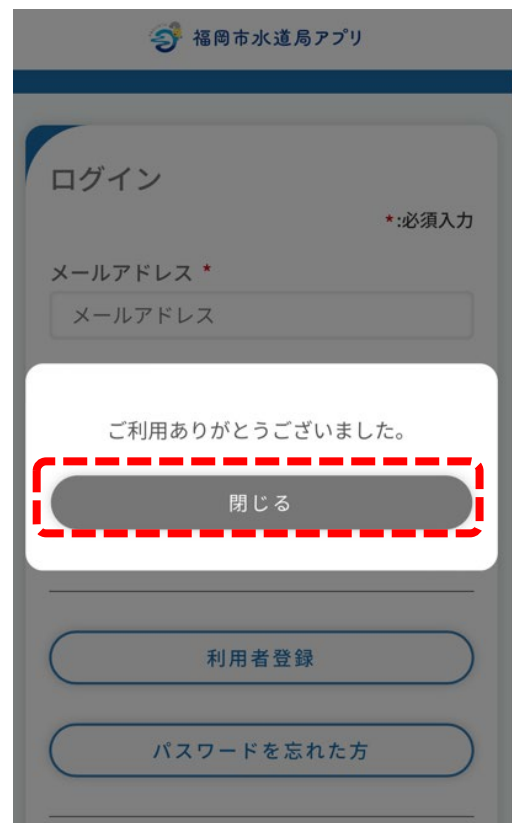 福岡市水道局アプリ
ログイン
*:必須入力
メールアドレス *
メールアドレス
ご利用ありがとうございました。
閉じる
利用者登録
パスワードを忘れた方